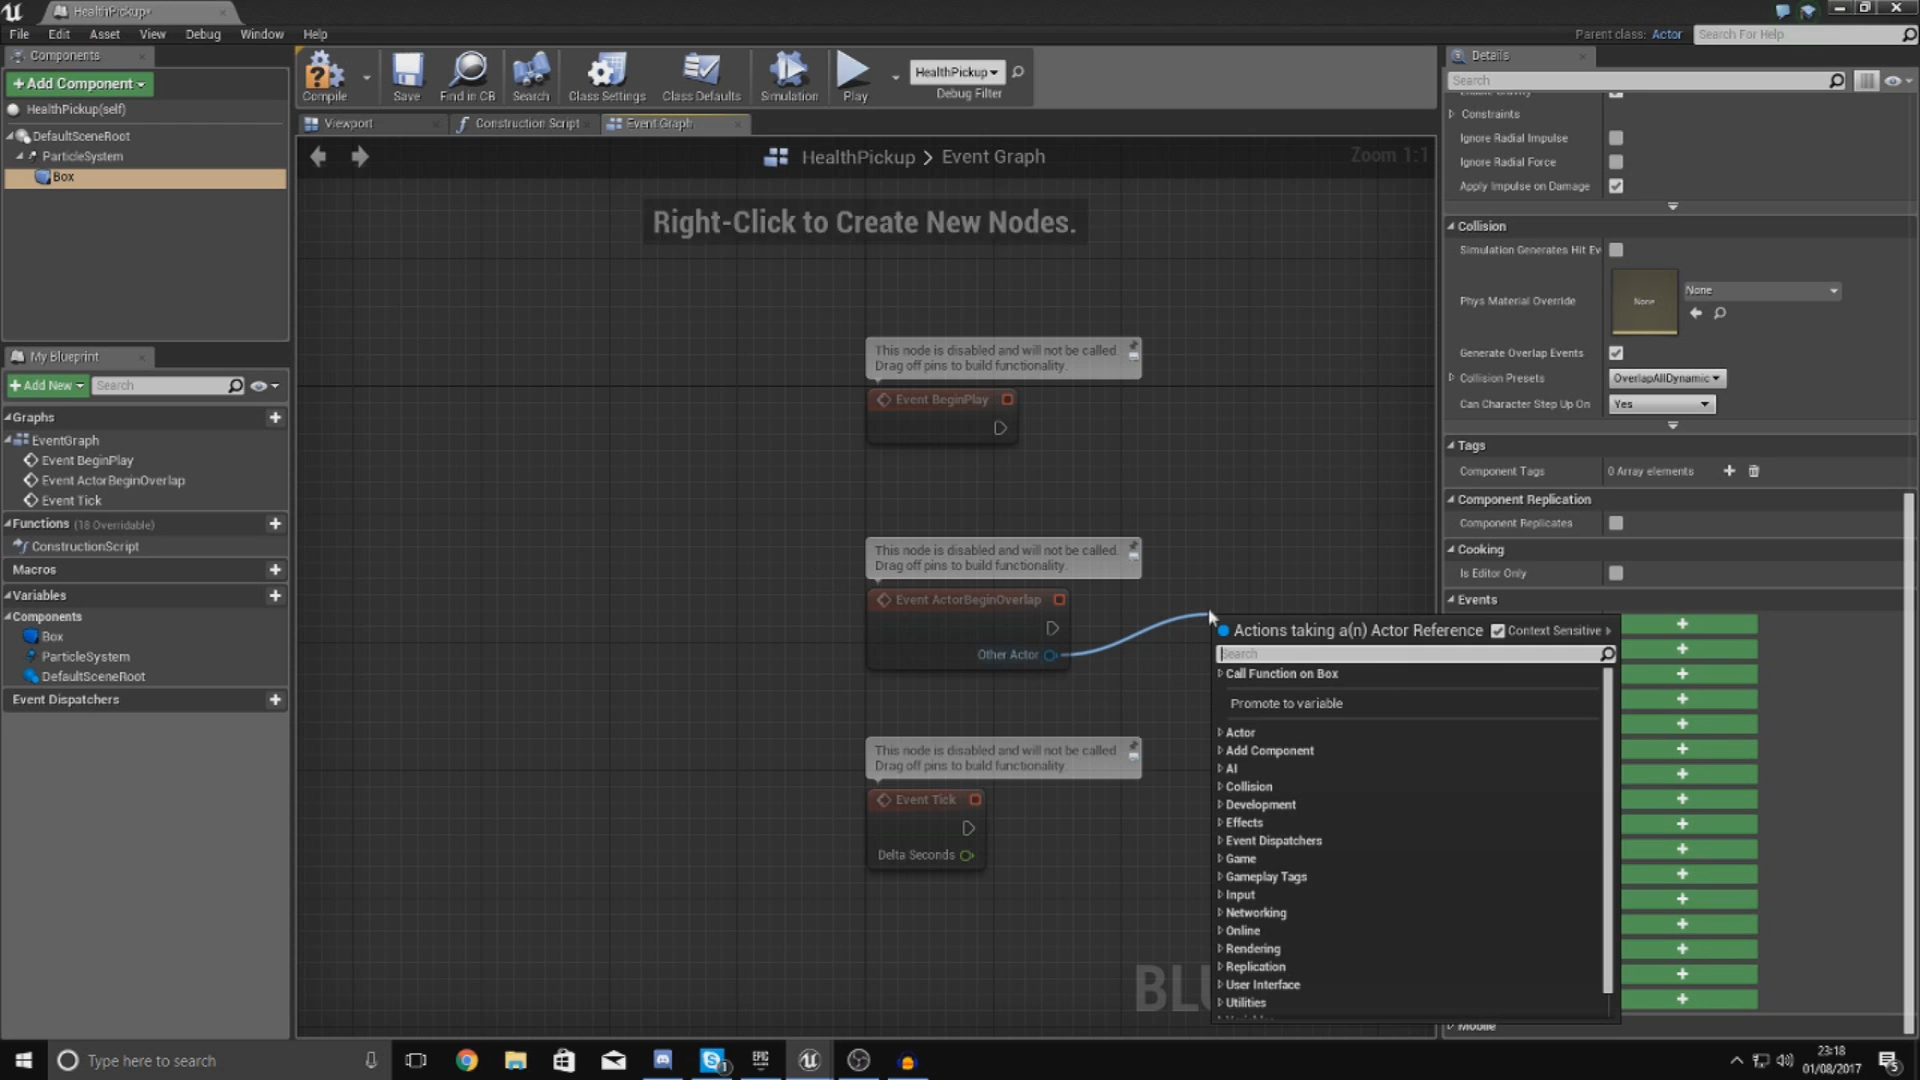 HealthPickup*
File Edit Asset View Debug Window Help
Parent class: Actor
Search For Help
Components
+Add Component
HealthPickup(self)
DefaultSceneRoot
ParticleSystem
Box
Compile
Save
Find in CB
Search
Class Settings
Class Defaults
Simulation
Play
HealthPickup
Debug Filter
Viewport
Construction Script
Event Graph
HealthPickup > Event Graph
Zoom 1:1
Right-Click to Create New Nodes.
This node is disabled and will not be called.
Drag off pins to build functionality.
Event BeginPlay
This node is disabled and will not be called.
Drag off pins to build functionality.
Event ActorBeginOverlap
Other Actor
This node is disabled and will not be called.
Drag off pins to build functionality.
Event Tick
Delta Seconds
My Blueprint
+Add New
Search
Graphs
EventGraph
Event BeginPlay
Event ActorBeginOverlap
Event Tick
Functions (18 Overridable)
ConstructionScript
Macros
Variables
Components
Box
ParticleSystem
DefaultSceneRoot
Event Dispatchers
Actions taking a(n) Actor Reference
Context Sensitive
Search
Call Function on Box
Promote to variable
Actor
Add Component
AI
Collision
Development
Effects
Event Dispatchers
Game
Gameplay Tags
Input
Networking
Online
Rendering
Replication
User Interface
Utilities
Details
Search
Enable Gravity
Constraints
Ignore Radial Impulse
Ignore Radial Force
Apply Impulse on Damage
Collision
Simulation Generates Hit Ev
Phys Material Override
None
None
Generate Overlap Events
Collision Presets
OverlapAllDynamic
Can Character Step Up On
Yes
Tags
Component Tags
0 Array elements
Component Replication
Component Replicates
Cooking
Is Editor Only
Events
Mobile
Type here to search
EPIC
1
23:18
01/08/2017
5